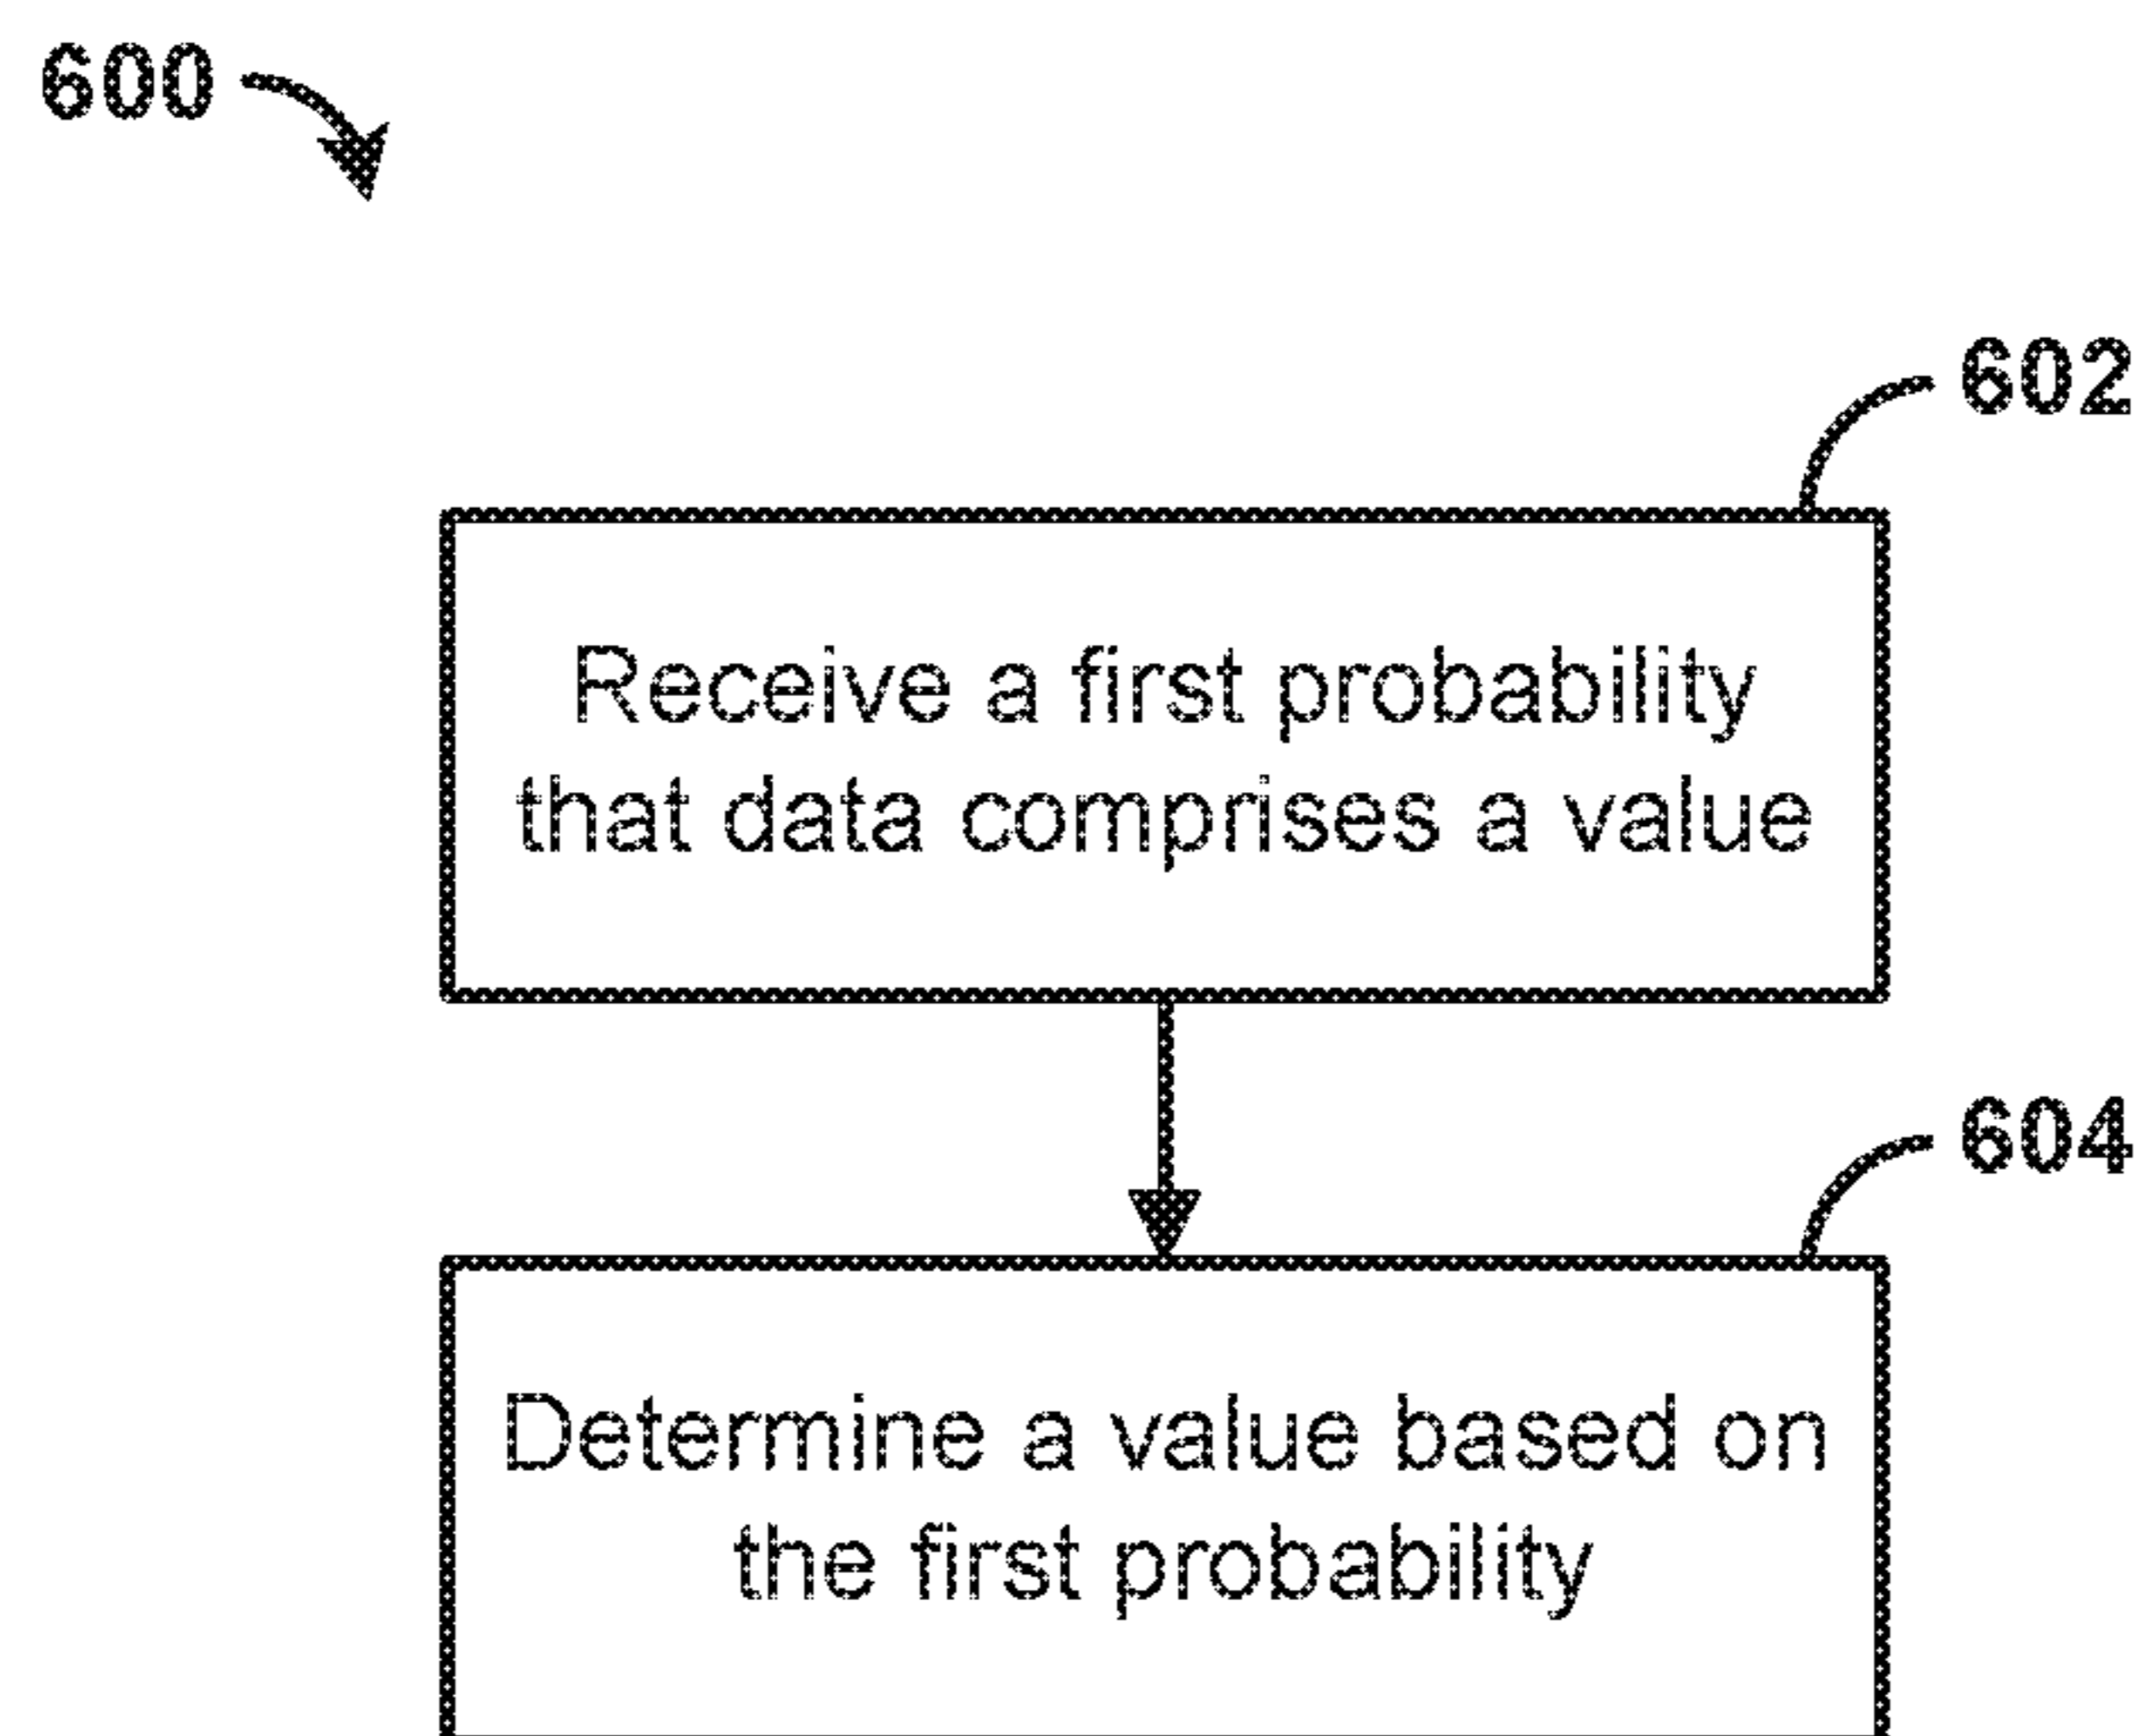 600
602
Receive a first probability
that data comprises a value
604
Determine a value based on
the first probability